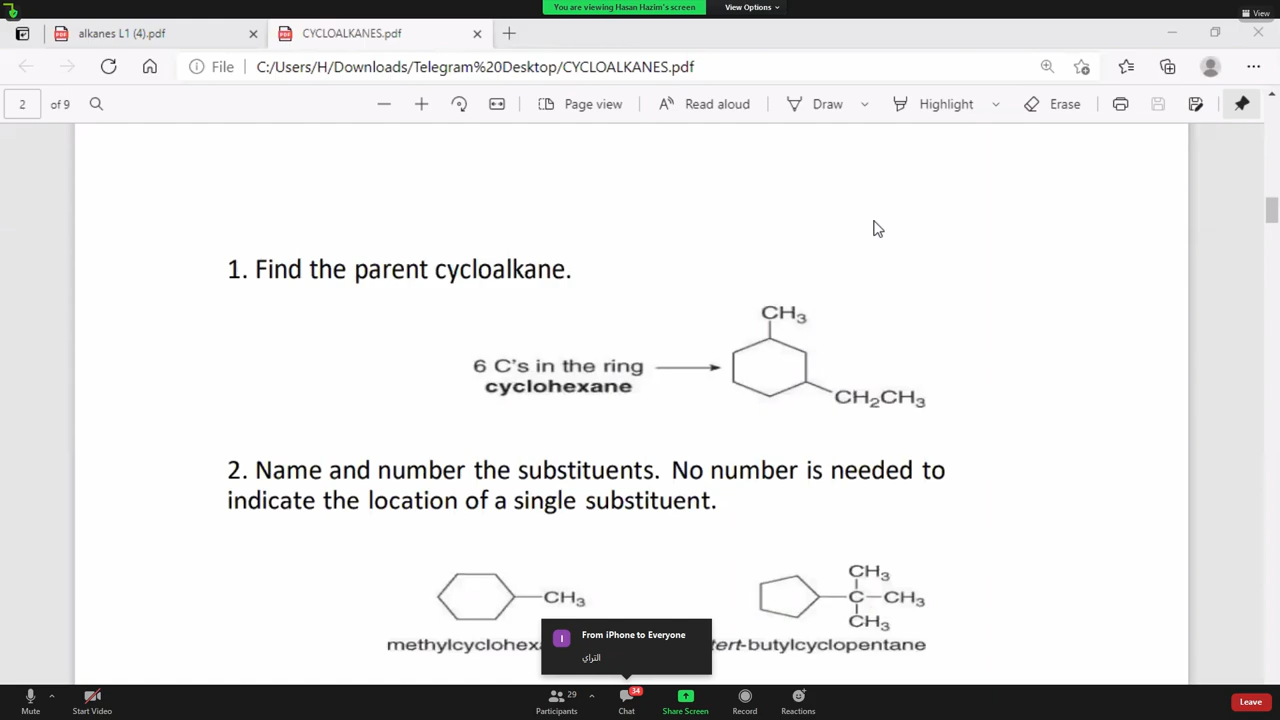 You are viewing Hasan Hazim's screen
View Options
View
alkanes L1 (4).pdf
CYCLOALKANES.pdf
File
C:/Users/H/Downloads/Telegram%20Desktop/CYCLOALKANES.pdf
2 of 9
Page view
Read aloud
Draw
Highlight
Erase
1. Find the parent cycloalkane.
CH3
6 C's in the ring
cyclohexane
CH2CH3
2. Name and number the substituents. No number is needed to
indicate the location of a single substituent.
CH3
CH3
C–CH3
CH3
tert-butylcyclopentane
From iPhone to Everyone
التراي
Mute
Start Video
29
Participants
34
Chat
Share Screen
Record
Reactions
Leave